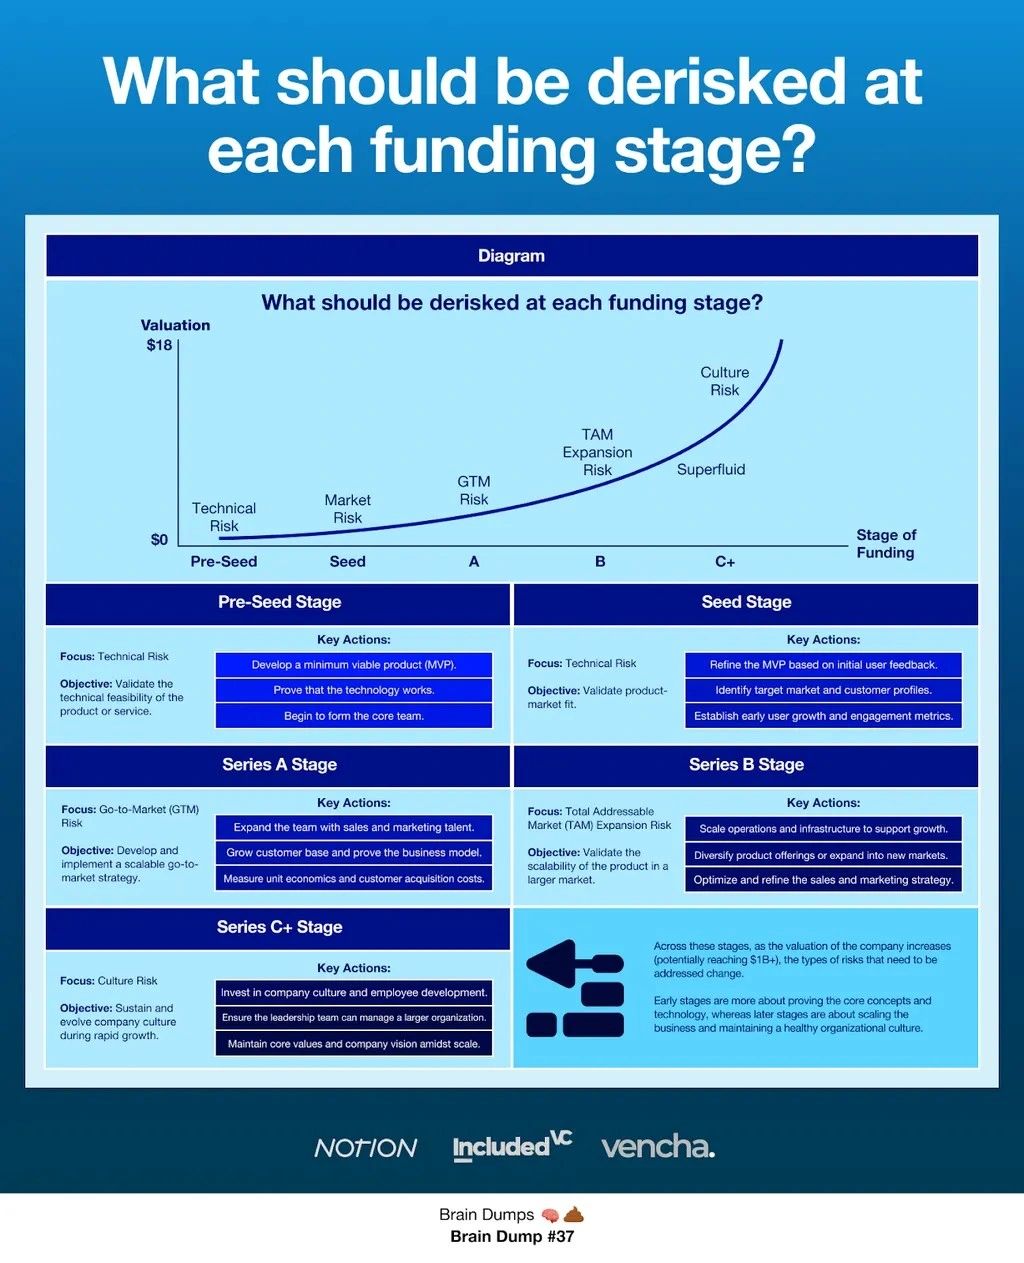 What should be derisked at
each funding stage?
Diagram
What should be derisked at each funding stage?
Valuation
$18
$0
Technical
Risk
Market
Risk
GTM
Risk
TAM
Expansion
Risk
Culture
Risk
Superfluid
Pre-Seed
Seed
A
B
C+
Stage of
Funding
Pre-Seed Stage
Focus: Technical Risk
Objective: Validate the
technical feasibility of the
product or service.
Key Actions:
Develop a minimum viable product (MVP).
Prove that the technology works.
Begin to form the core team.
Seed Stage
Focus: Technical Risk
Objective: Validate product-
market fit.
Key Actions:
Refine the MVP based on initial user feedback.
Identify target market and customer profiles.
Establish early user growth and engagement metrics.
Series A Stage
Focus: Go-to-Market (GTM)
Risk
Objective: Develop and
implement a scalable go-to-
market strategy.
Key Actions:
Expand the team with sales and marketing talent.
Grow customer base and prove the business model.
Measure unit economics and customer acquisition costs.
Series B Stage
Focus: Total Addressable
Market (TAM) Expansion Risk
Objective: Validate the
scalability of the product in a
larger market.
Key Actions:
Scale operations and infrastructure to support growth.
Diversify product offerings or expand into new markets.
Optimize and refine the sales and marketing strategy.
Series C+ Stage
Focus: Culture Risk
Objective: Sustain and
evolve company culture
during rapid growth.
Key Actions:
Invest in company culture and employee development.
Ensure the leadership team can manage a larger organization.
Maintain core values and company vision amidst scale.
Across these stages, as the valuation of the company increases
(potentially reaching $1B+), the types of risks that need to be
addressed change.
Early stages are more about proving the core concepts and
technology, whereas later stages are about scaling the
business and maintaining a healthy organizational culture.
NOTION
Included VC
vencha.
Brain Dumps 🧠💩
Brain Dump #37